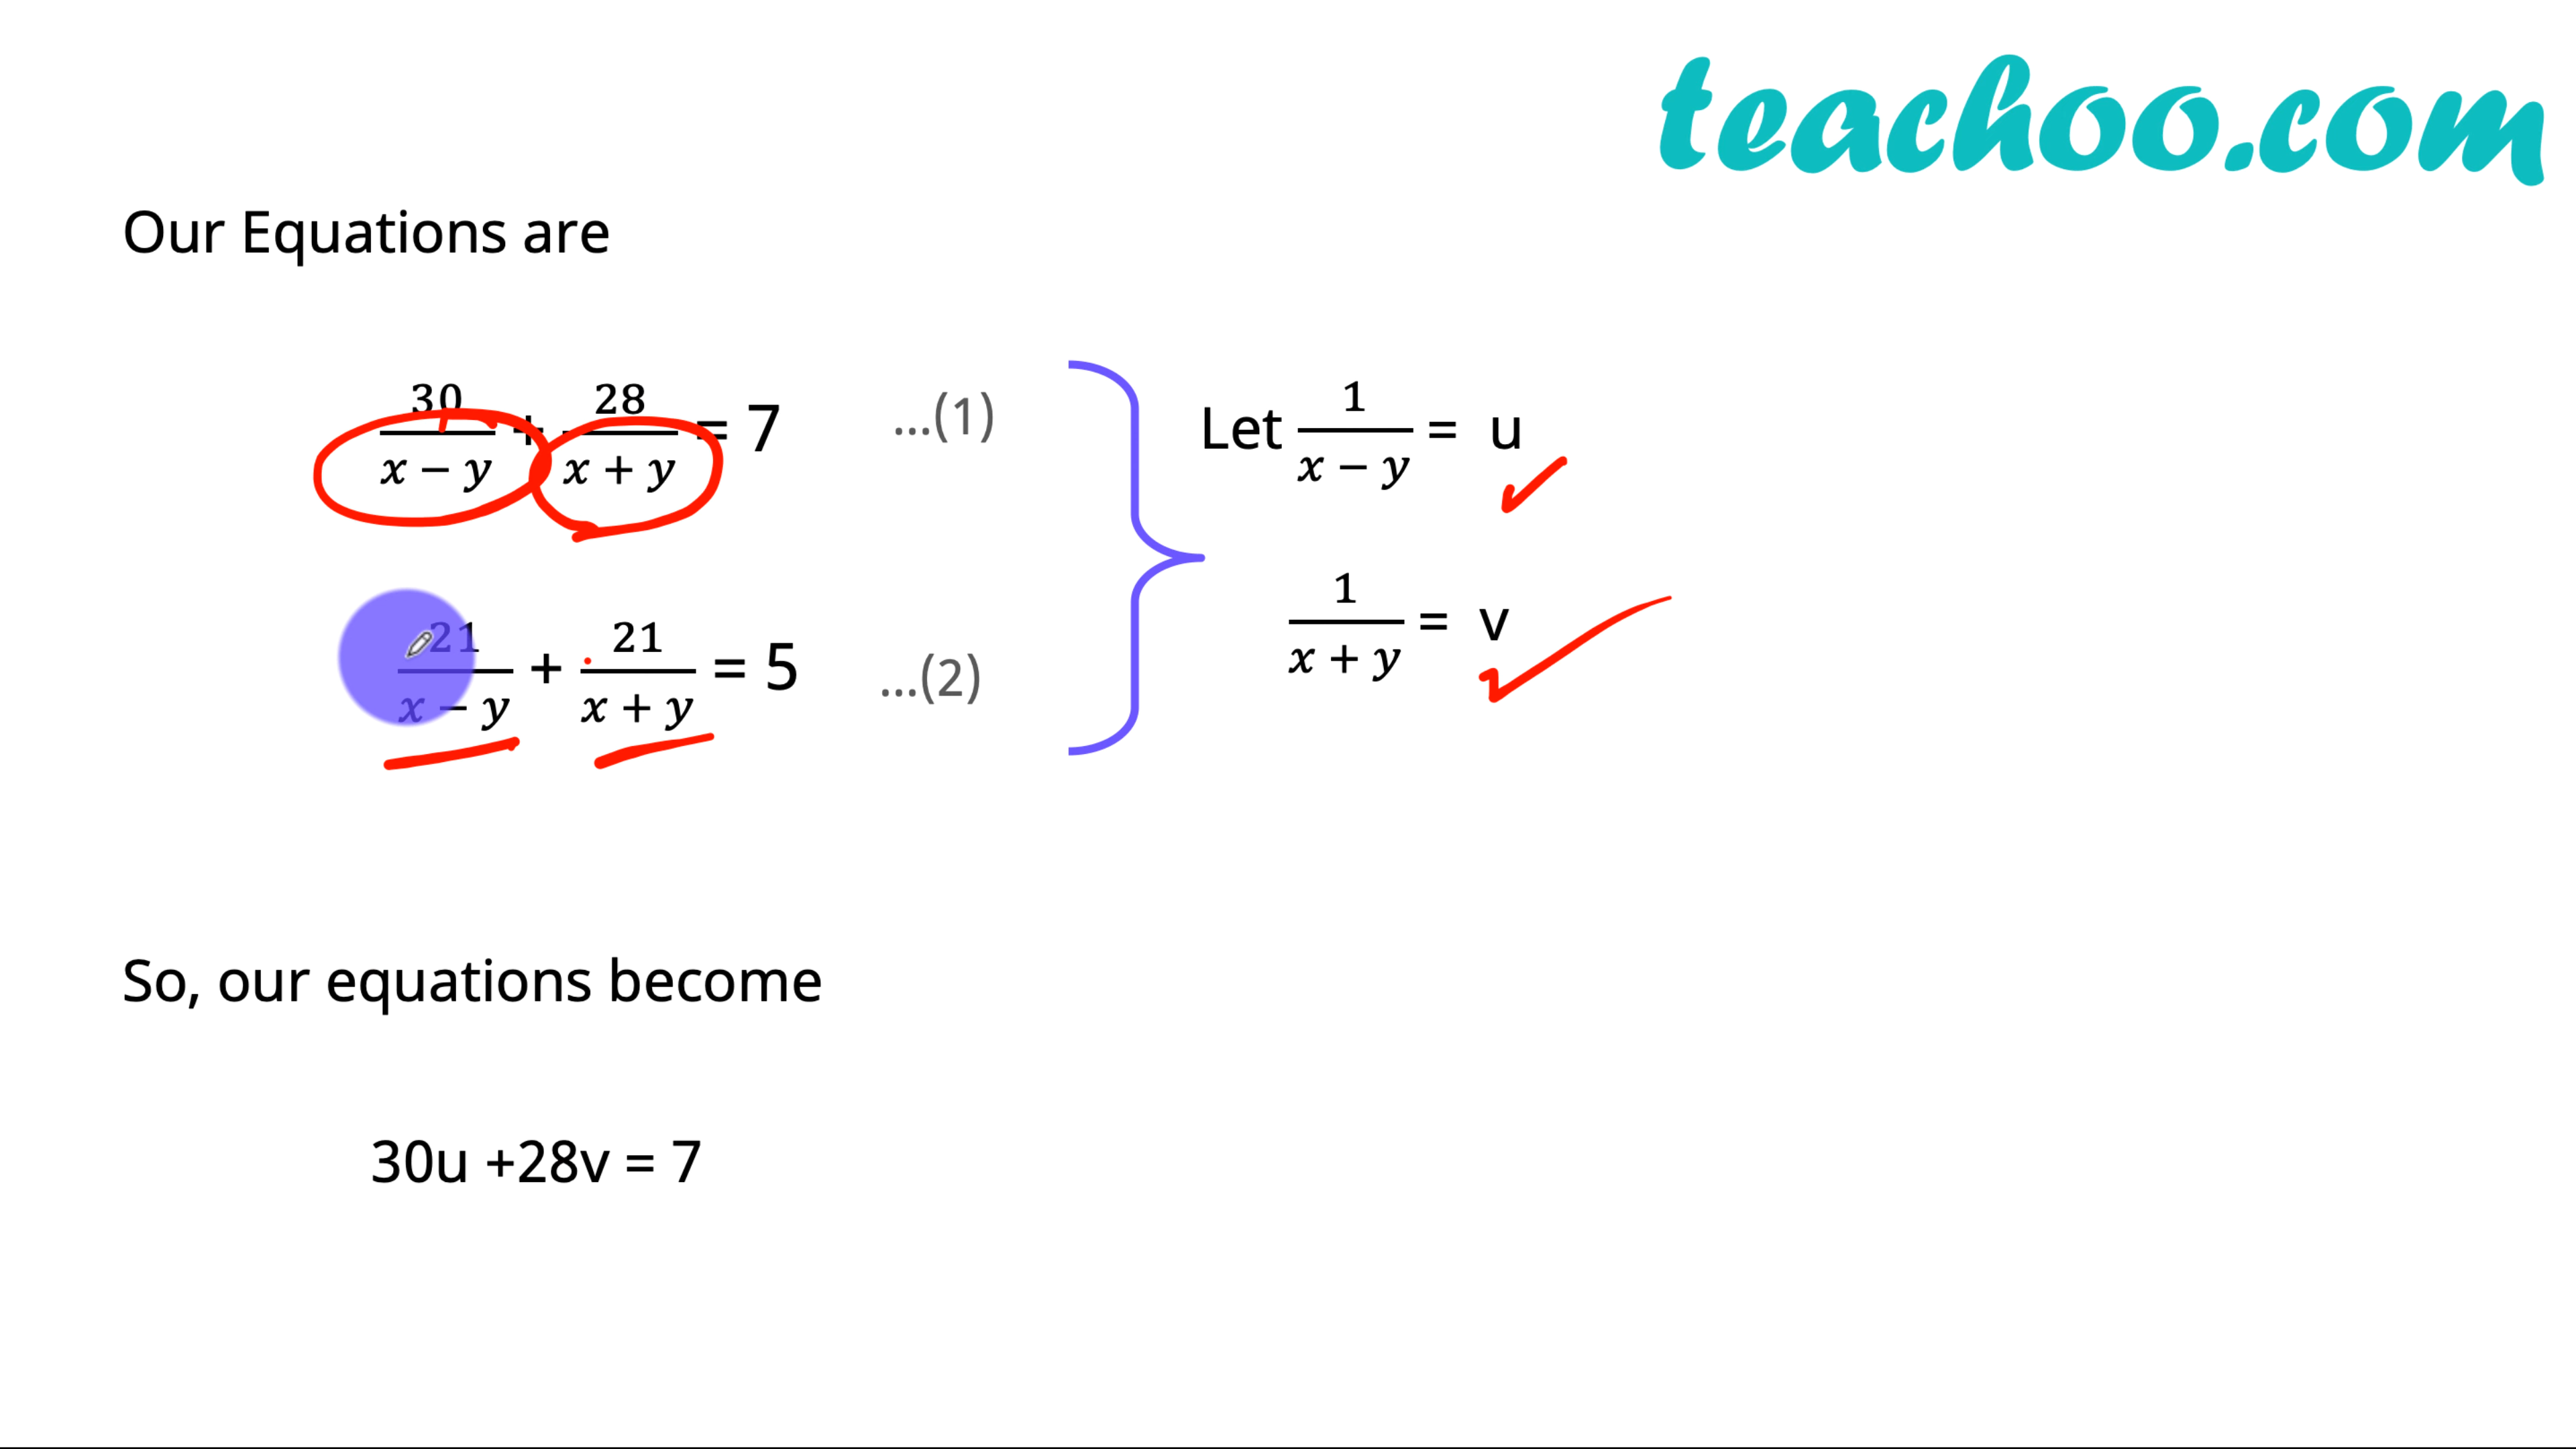 teachoo.com
Our Equations are
30/(x − y) + 28/(x + y) = 7 ...(1)
Let 1/(x − y) = u
21/(x − y) + 21/(x + y) = 5 ...(2)
1/(x + y) = v
So, our equations become
30u +28v = 7